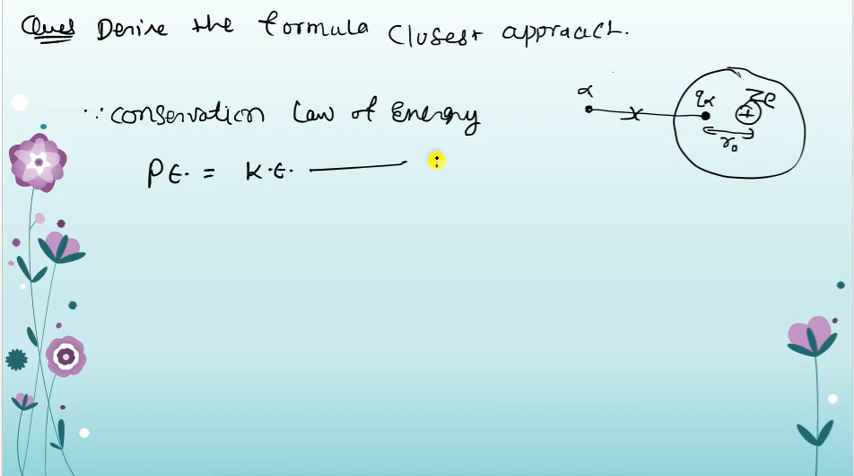 Ques Derive the formula closest approach.
∵ conservation law of Energy
P.E. = K.E. —
α
qα
Ze
+
r₀